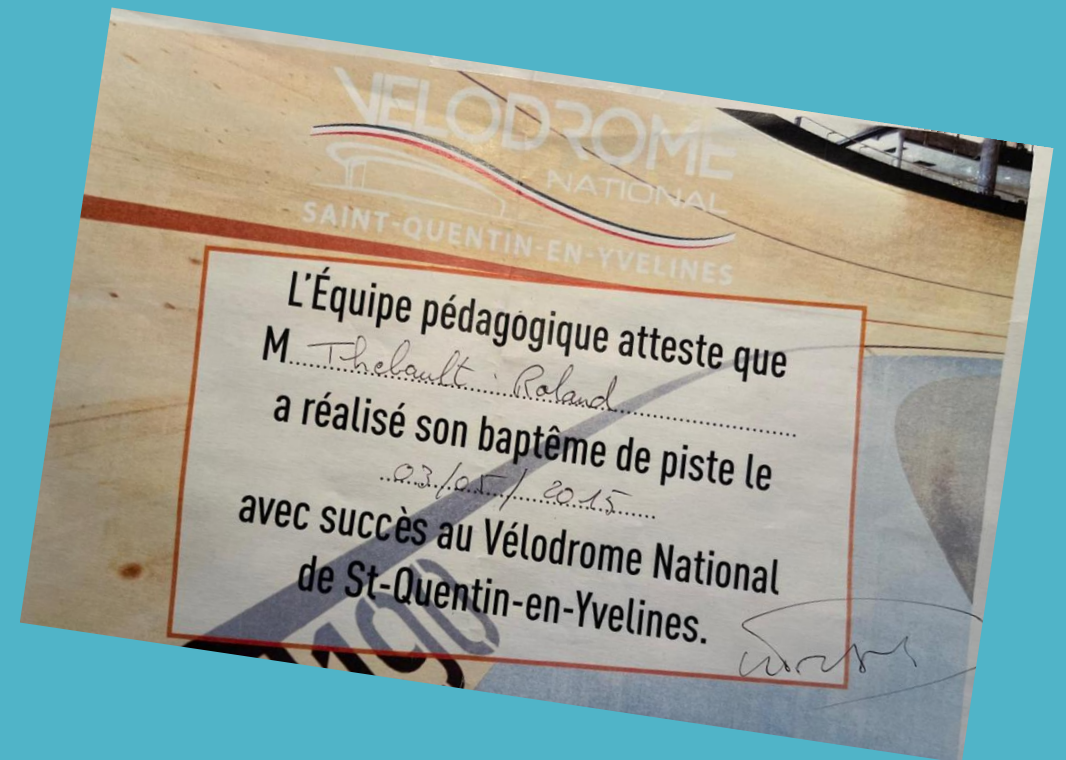 VELODROME
NATIONAL
SAINT-QUENTIN-EN-YVELINES
L'Équipe pédagogique atteste que
M. Thebault Roland
a réalisé son baptême de piste le
03/05/2015
avec succès au Vélodrome National
de St-Quentin-en-Yvelines.